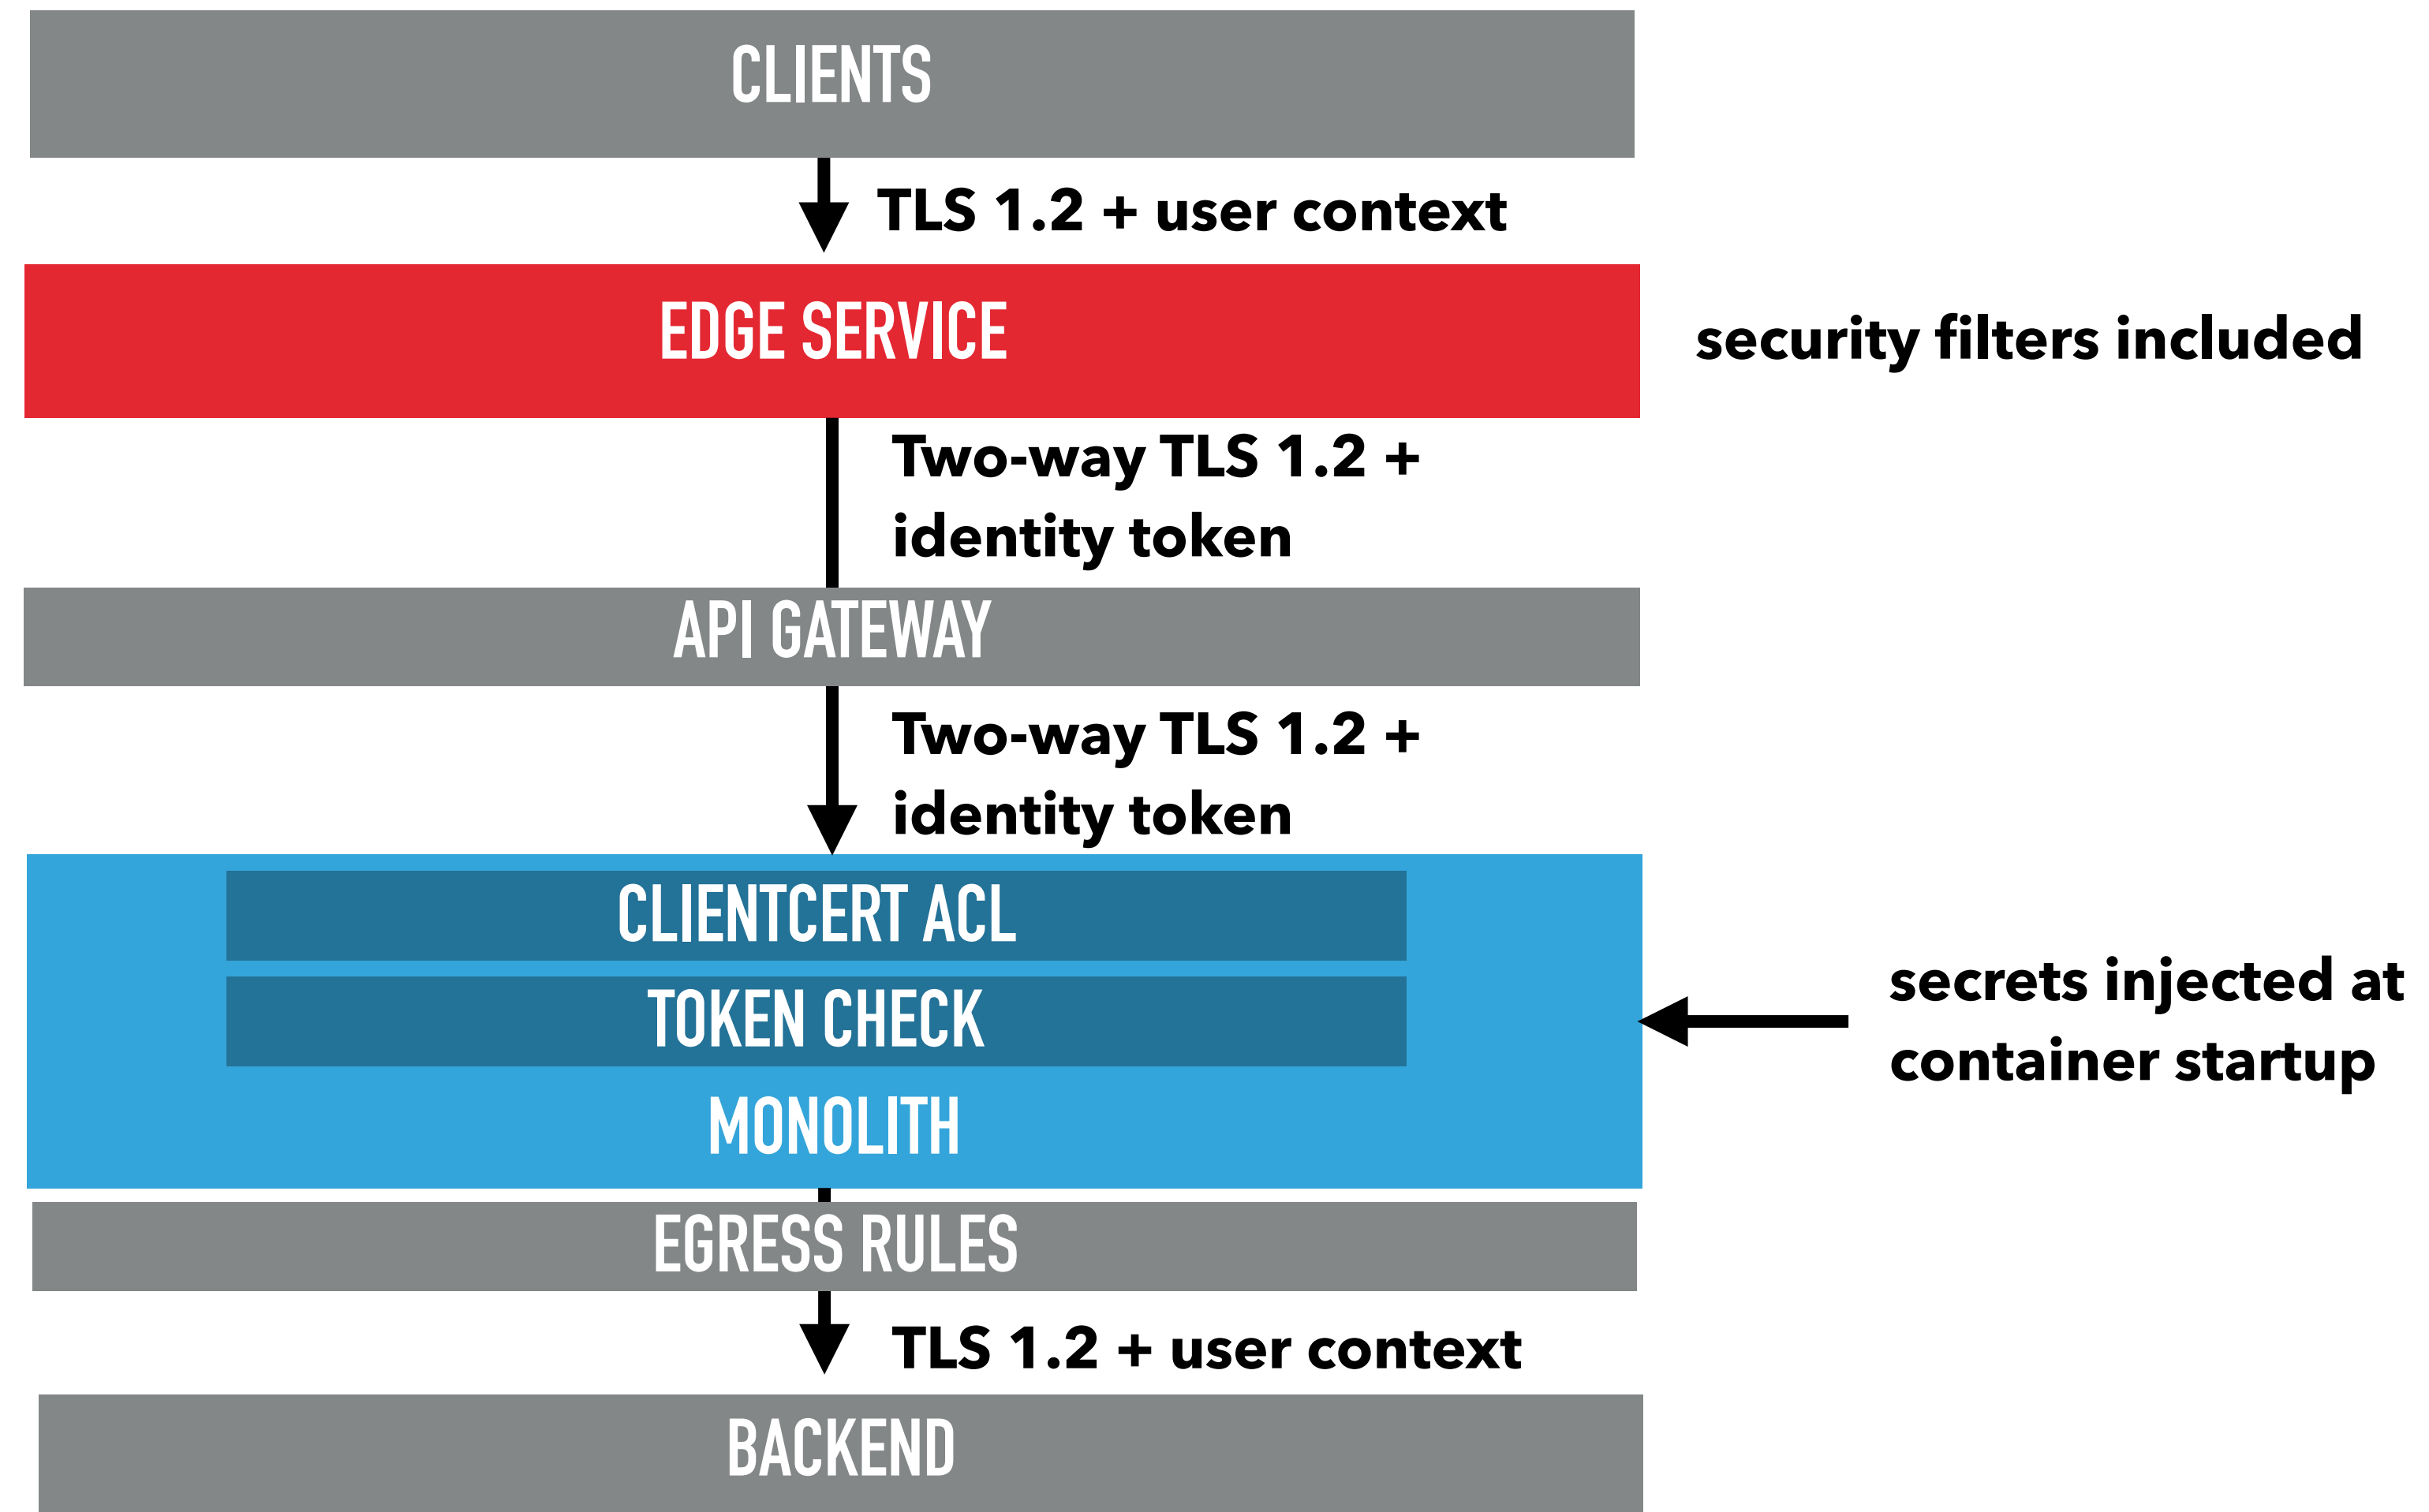 CLIENTS
TLS 1.2 + user context
EDGE SERVICE
security filters included
Two-way TLS 1.2 +
identity token
API GATEWAY
Two-way TLS 1.2 +
identity token
CLIENTCERT ACL
TOKEN CHECK
secrets injected at
container startup
MONOLITH
EGRESS RULES
TLS 1.2 + user context
BACKEND